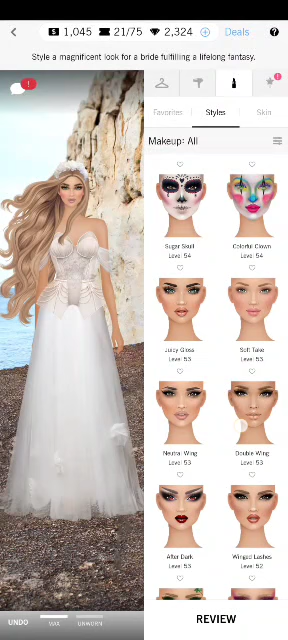 1,045 21/75 2,324 Deals
Style a magnificent look for a bride fulfilling a lifelong fantasy.
Favorites Styles Skin
Makeup: All
Sugar Skull
Level 54
Colorful Clown
Level 54
Juicy Gloss
Level 53
Soft Take
Level 53
Neutral Wing
Level 53
Double Wing
Level 53
After Dark
Level 53
Winged Lashes
Level 52
UNDO UNWORN
REVIEW